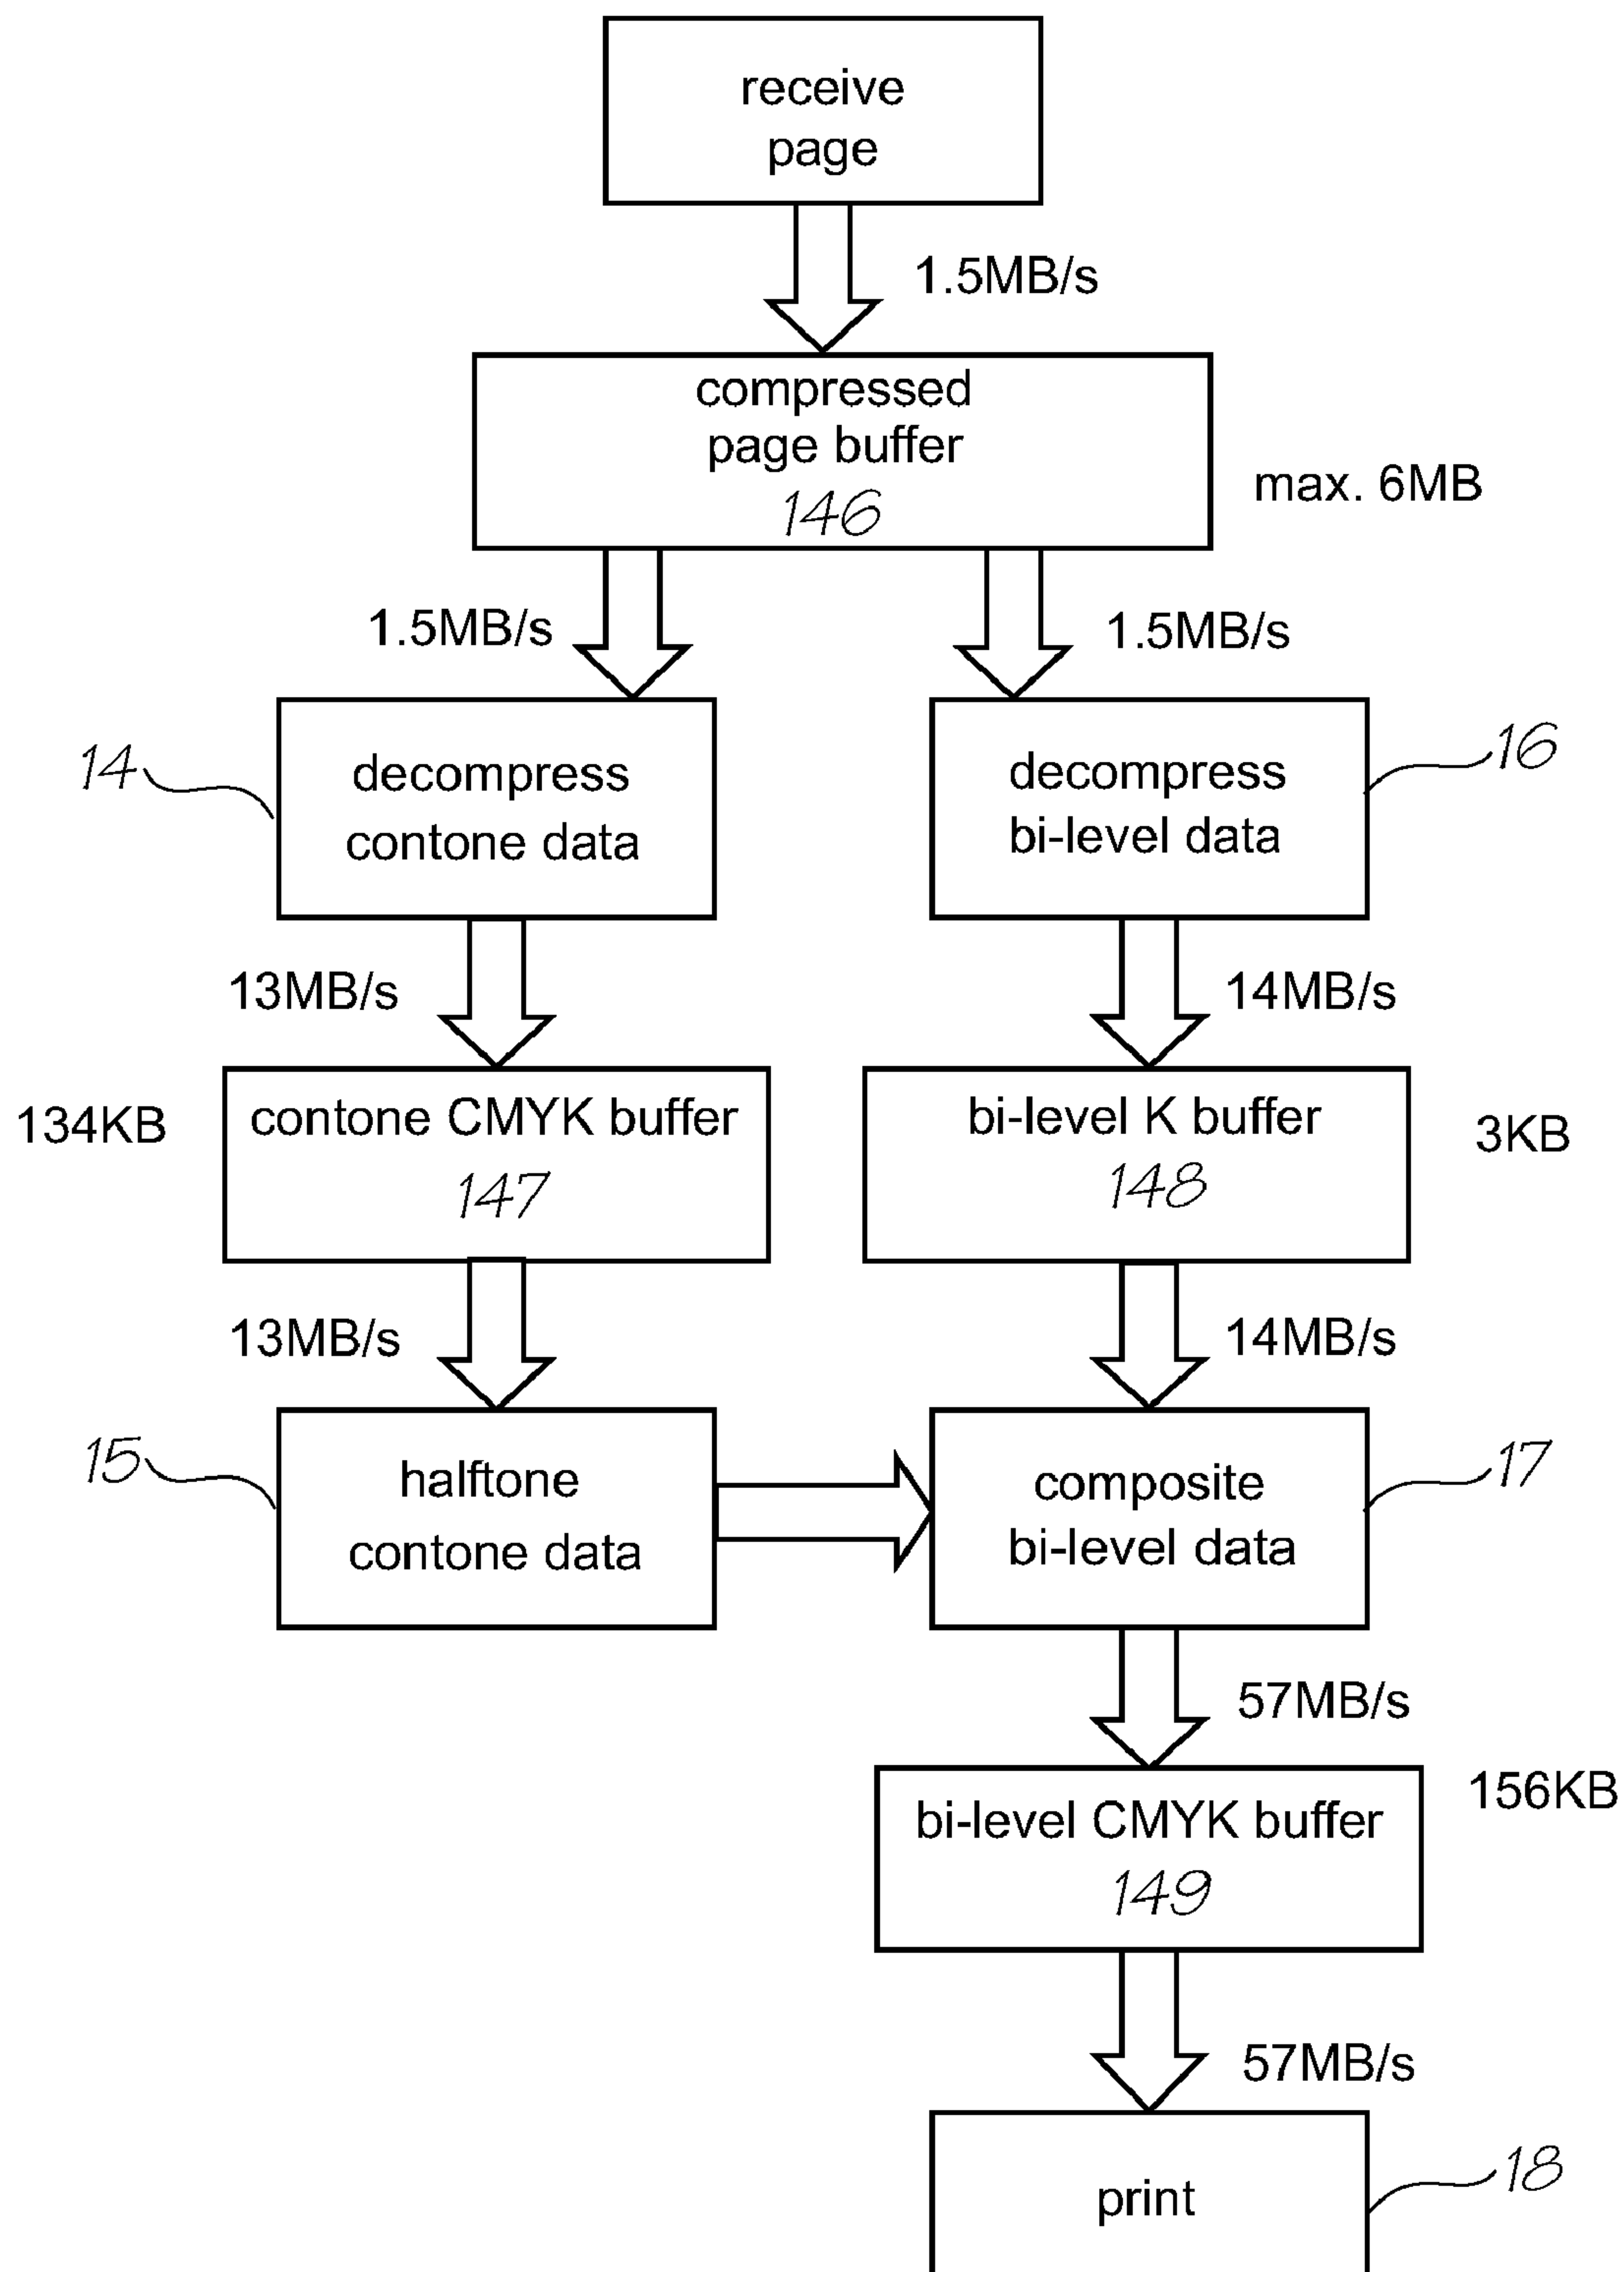 receive
page
1.5MB/s
compressed
page buffer
146
max. 6MB
1.5MB/s
1.5MB/s
14
decompress
contone data
decompress
bi-level data
16
13MB/s
14MB/s
134KB
contone CMYK buffer
147
bi-level K buffer
148
3KB
13MB/s
14MB/s
15
halftone
contone data
composite
bi-level data
17
57MB/s
bi-level CMYK buffer
149
156KB
57MB/s
print
18